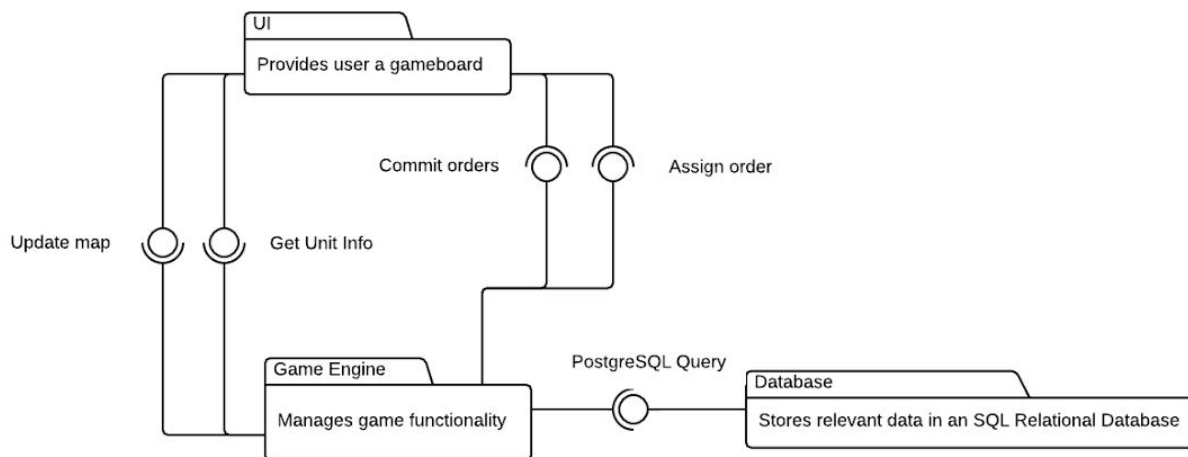 UI
Provides user a gameboard
Commit orders
Assign order
Update map
Get Unit Info
Game Engine
Manages game functionality
PostgreSQL Query
Database
Stores relevant data in an SQL Relational Database